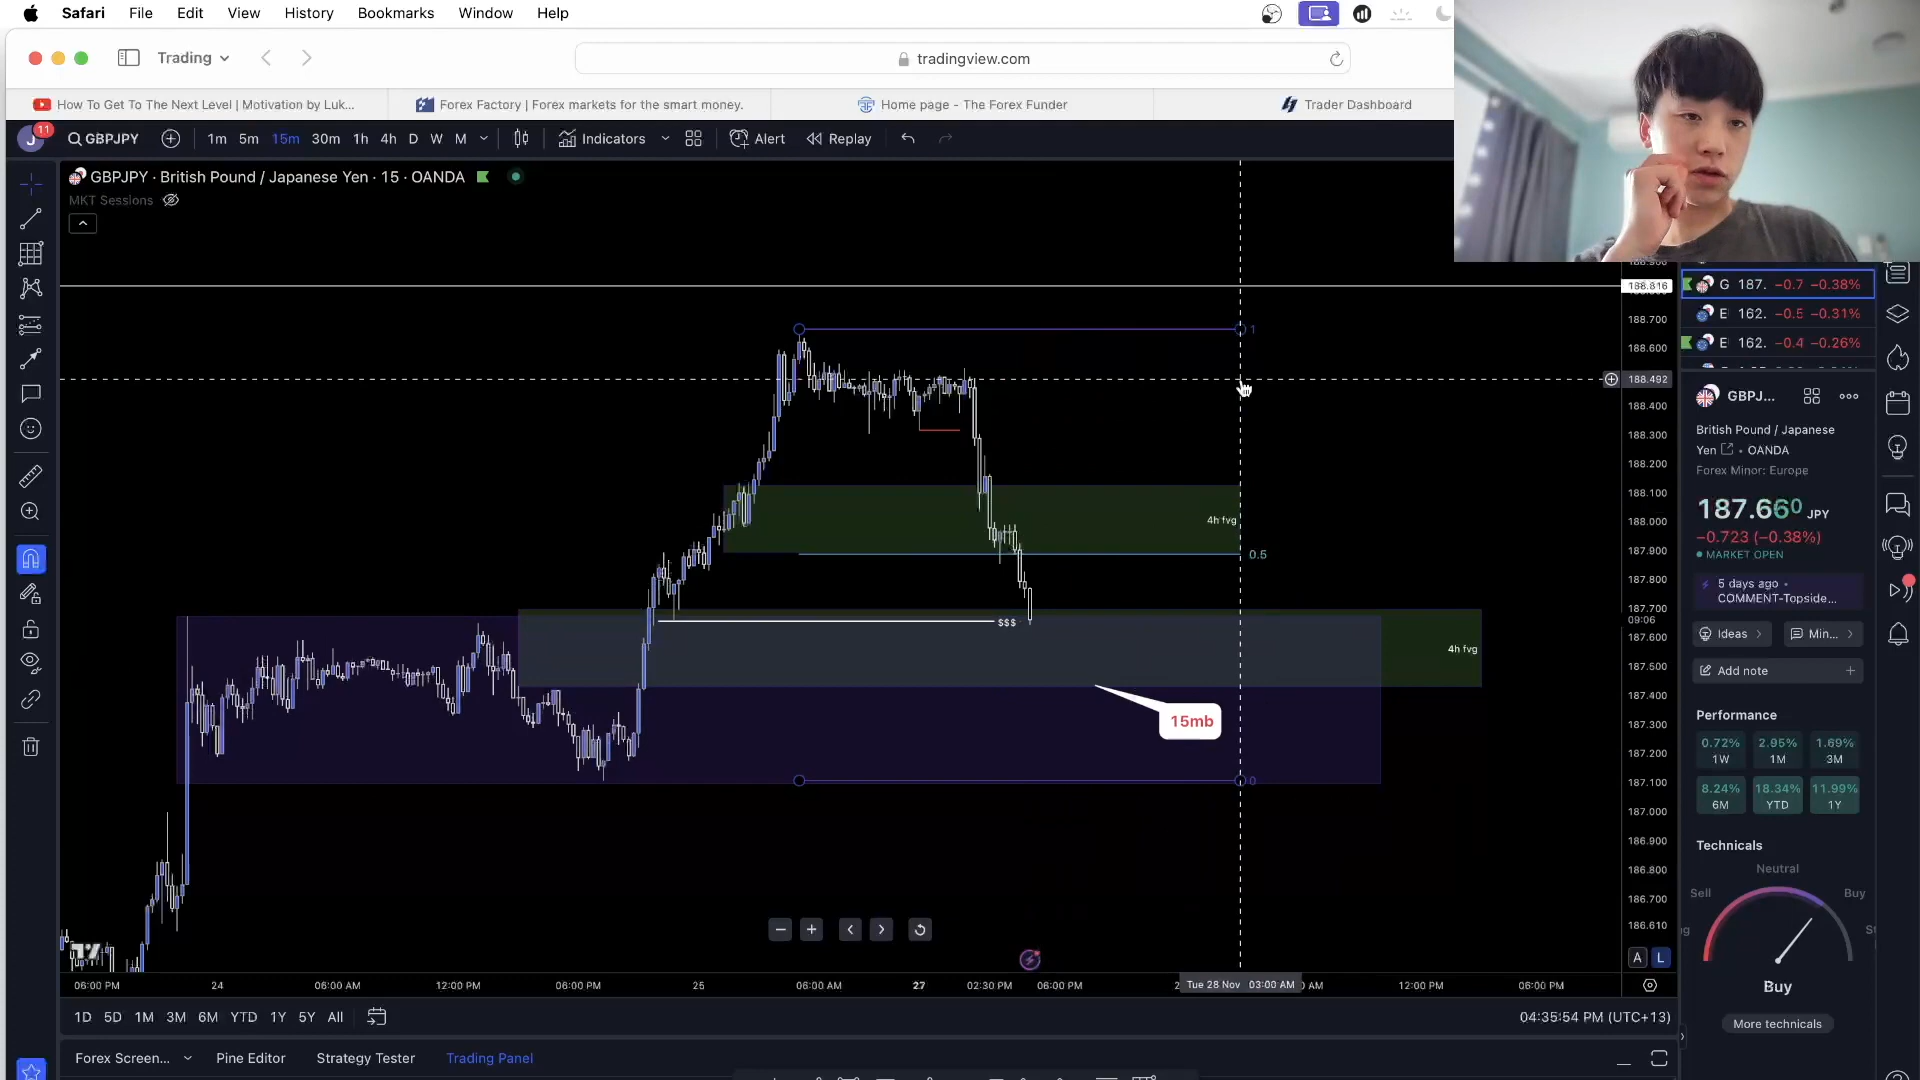 Safari File Edit View History Bookmarks Window Help
Trading
tradingview.com
How To Get To The Next Level | Motivation by Luk...
Forex Factory | Forex markets for the smart money.
Home page - The Forex Funder
Trader Dashboard
J 11
GBPJPY 1m 5m 15m 30m 1h 4h D W M Indicators Alert Replay
GBPJPY · British Pound / Japanese Yen · 15 · OANDA
MKT Sessions
188.816
188.700
188.600
188.492
188.400
188.300
188.200
188.100
188.000
187.900
187.800
187.700
09:06
187.600
187.500
187.400
187.300
187.200
187.100
187.000
186.900
186.800
186.700
186.610
1
4h fvg
0.5
$$$
4h fvg
15mb
0
A L
06:00 PM 24 06:00 AM 12:00 PM 06:00 PM 25 06:00 AM 27 02:30 PM 06:00 PM Tue 28 Nov 03:00 AM AM 12:00 PM 06:00 PM
1D 5D 1M 3M 6M YTD 1Y 5Y All
04:35:54 PM (UTC+13)
Forex Screen... Pine Editor Strategy Tester Trading Panel
G 187. −0.7 −0.38%
E 162. −0.5 −0.31%
E 162. −0.4 −0.26%
GBPJ...
British Pound / Japanese
Yen • OANDA
Forex Minor: Europe
187.660 JPY
−0.723 (−0.38%)
MARKET OPEN
5 days ago •
COMMENT-Topside...
Ideas Min...
Add note
Performance
0.72% 2.95% 1.69%
1W 1M 3M
8.24% 18.34% 11.99%
6M YTD 1Y
Technicals
Neutral
Sell Buy
Buy
More technicals